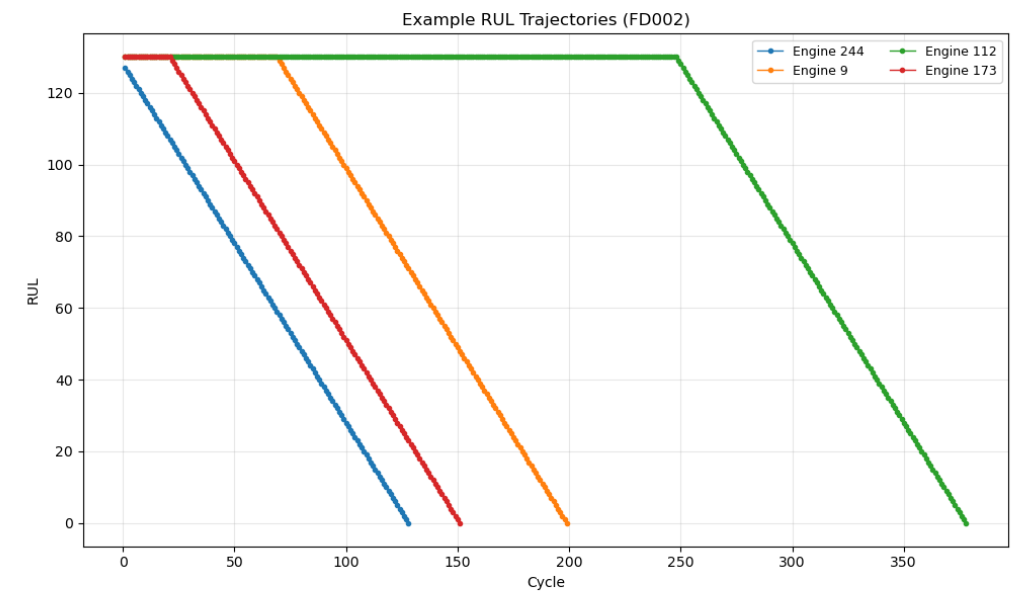 Example RUL Trajectories (FD002)
Engine 244
Engine 9
Engine 112
Engine 173
RUL
120
100
80
60
40
20
0
0 50 100 150 200 250 300 350
Cycle